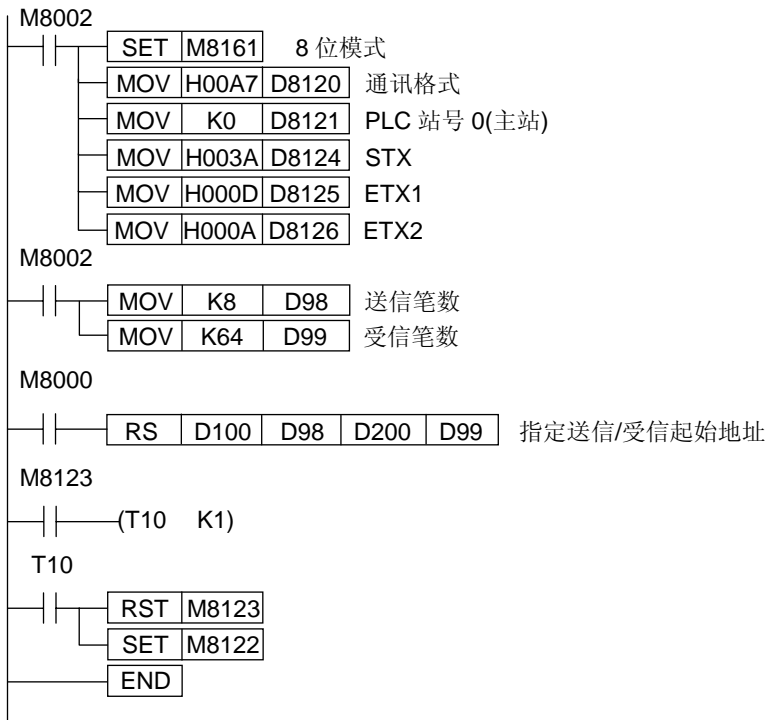 M8002
SET M8161 8 位模式
MOV H00A7 D8120 通讯格式
MOV K0 D8121 PLC 站号 0(主站)
MOV H003A D8124 STX
MOV H000D D8125 ETX1
MOV H000A D8126 ETX2
M8002
MOV K8 D98 送信笔数
MOV K64 D99 受信笔数
M8000
RS D100 D98 D200 D99 指定送信/受信起始地址
M8123
(T10 K1)
T10
RST M8123
SET M8122
END